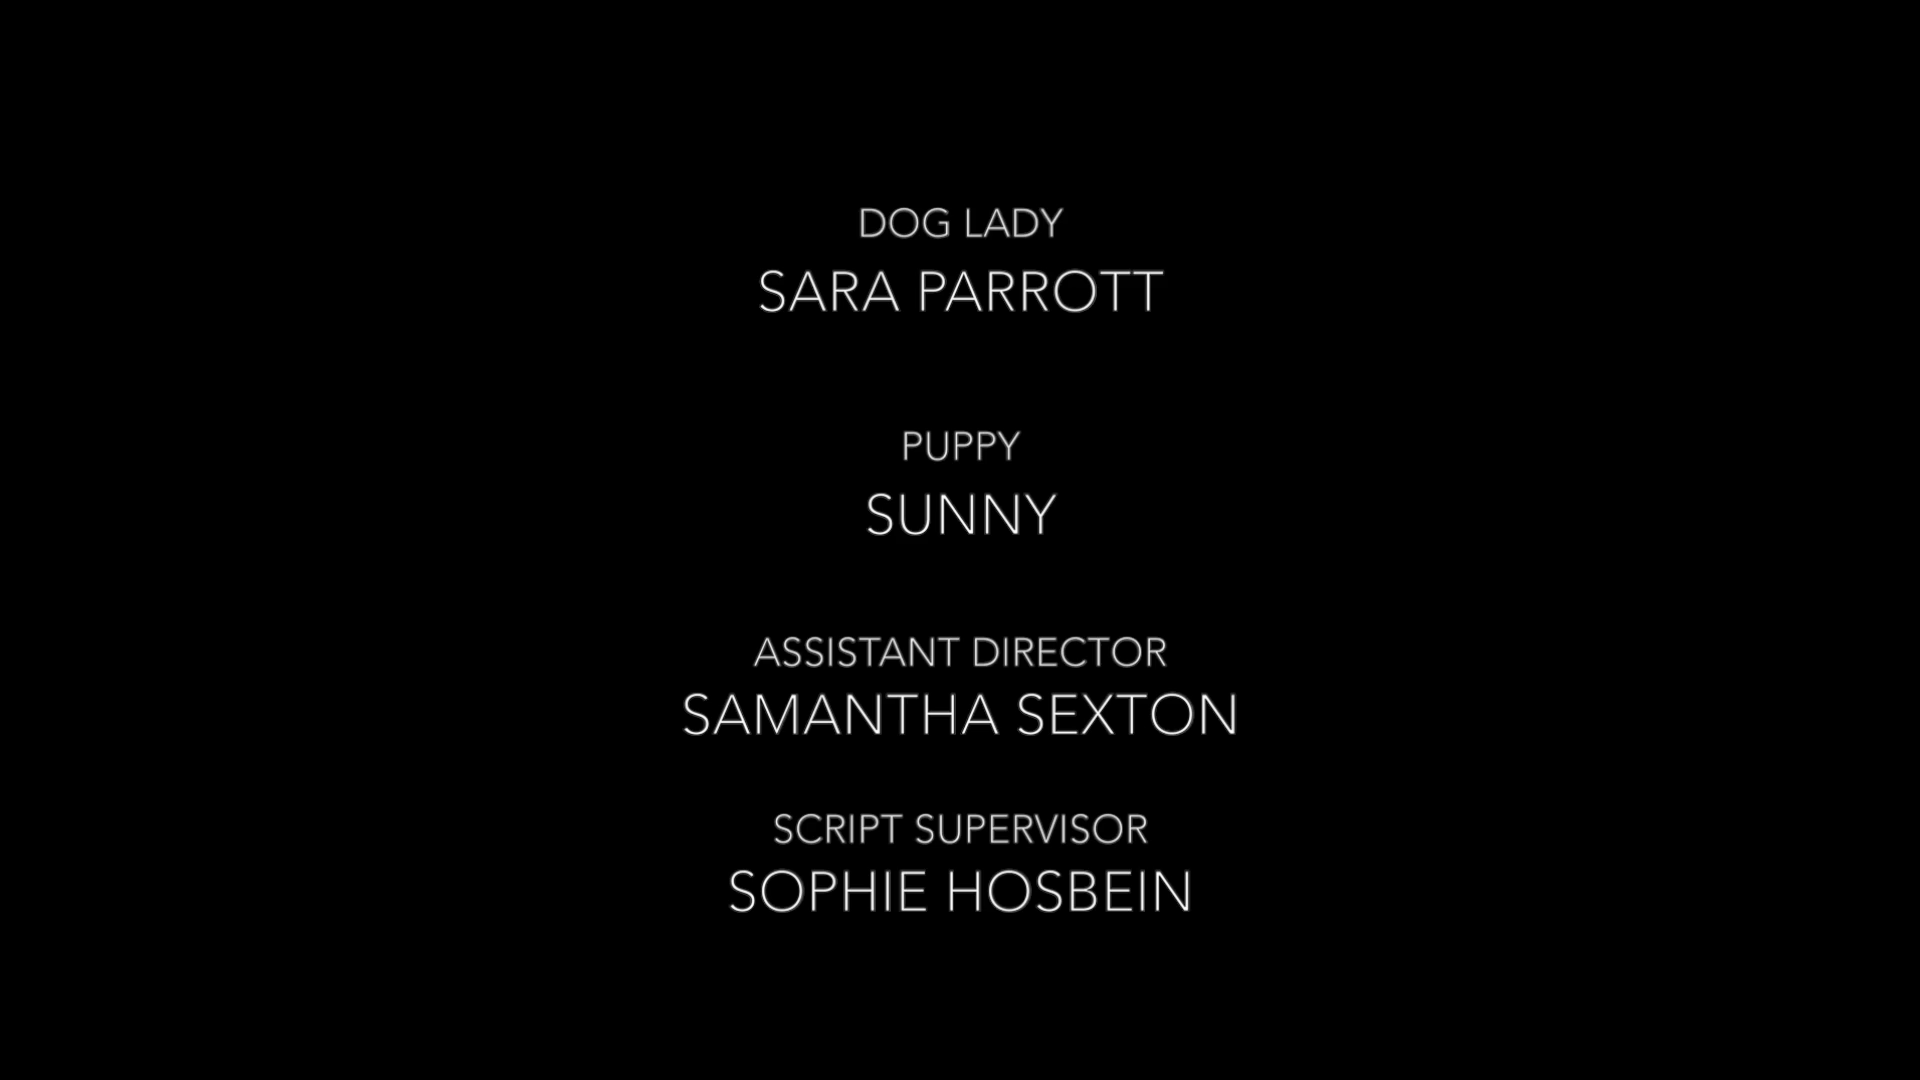 DOG LADY
SARA PARROTT
PUPPY
SUNNY
ASSISTANT DIRECTOR
SAMANTHA SEXTON
SCRIPT SUPERVISOR
SOPHIE HOSBEIN